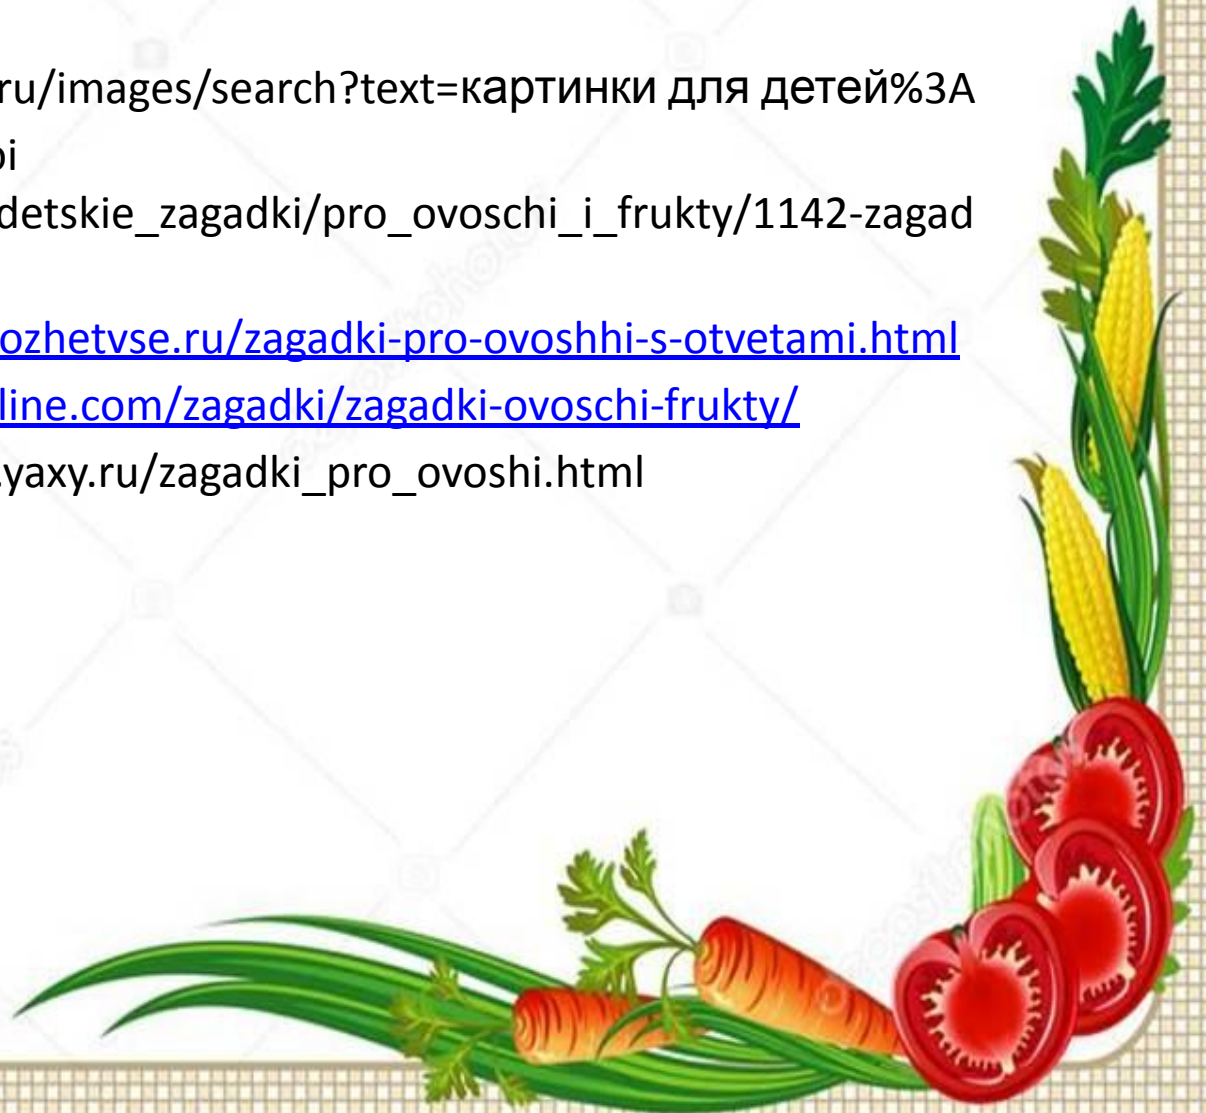 ru/images/search?text=картинки для детей%3A
oi
detskie_zagadki/pro_ovoschi_i_frukty/1142-zagad
ozhetvse.ru/zagadki-pro-ovoshhi-s-otvetami.html
line.com/zagadki/zagadki-ovoschi-frukty/
.yaxy.ru/zagadki_pro_ovoshi.html